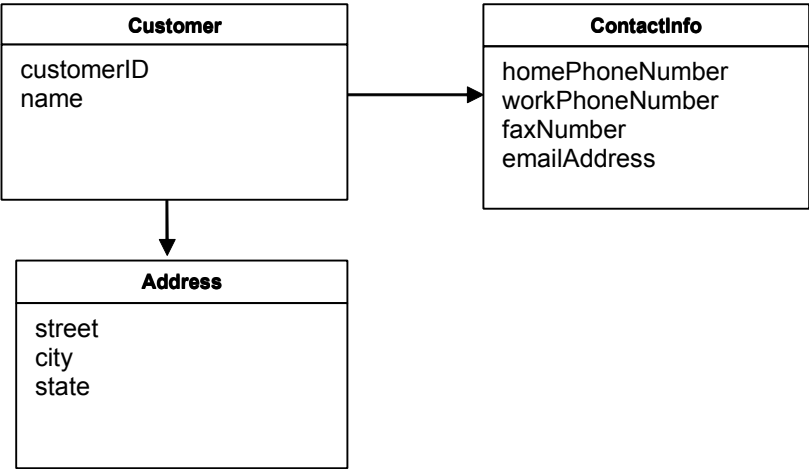 Customer
customerID
name
ContactInfo
homePhoneNumber
workPhoneNumber
faxNumber
emailAddress
Address
street
city
state